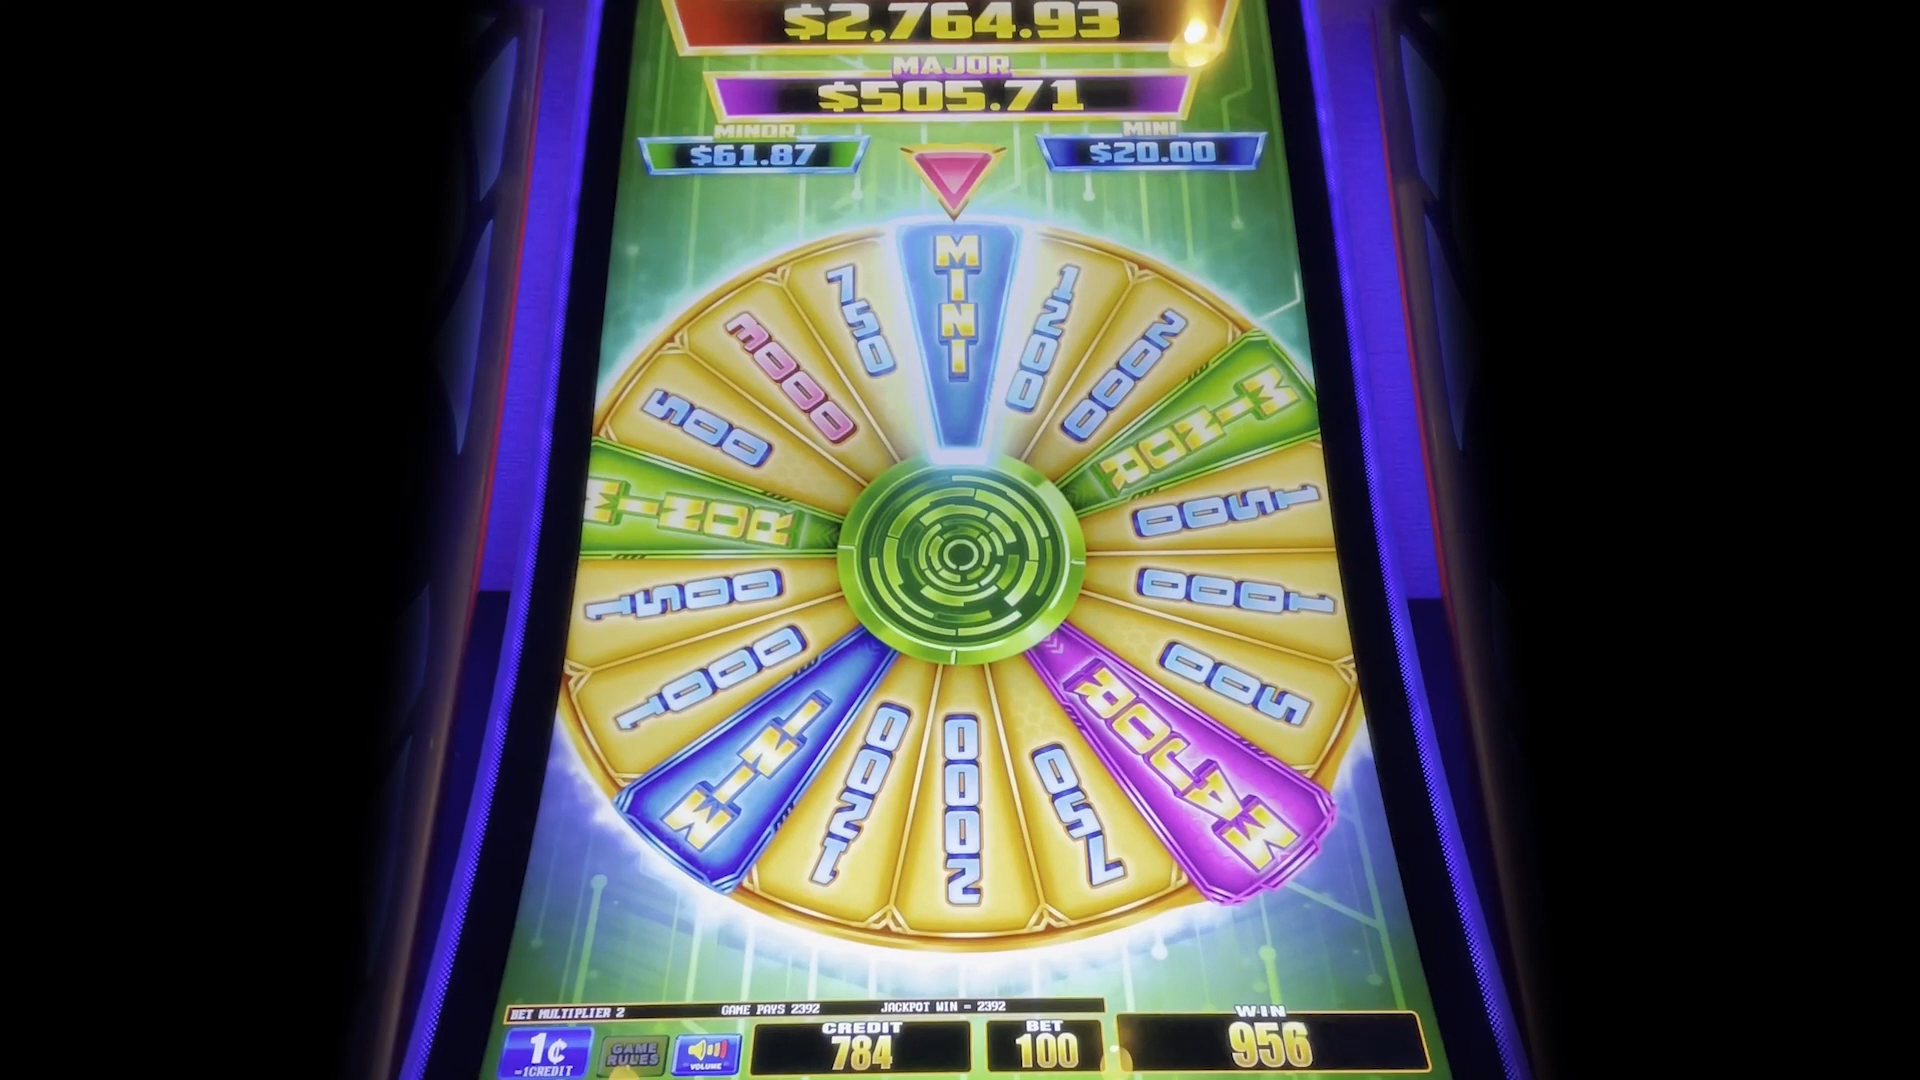 $2,764.93
MAJOR
$505.71
MINOR
$61.87
MINI
$20.00
MINI
1200
2000
MINOR
1500
1000
500
MAJOR
750
2000
1200
MINI
1000
1500
MINOR
500
3000
750
BET MULTIPLIER 2
GAME PAYS 2392
JACKPOT WIN = 2392
1¢
=1CREDIT
GAME
RULES
VOLUME
CREDIT
784
BET
100
WIN
956